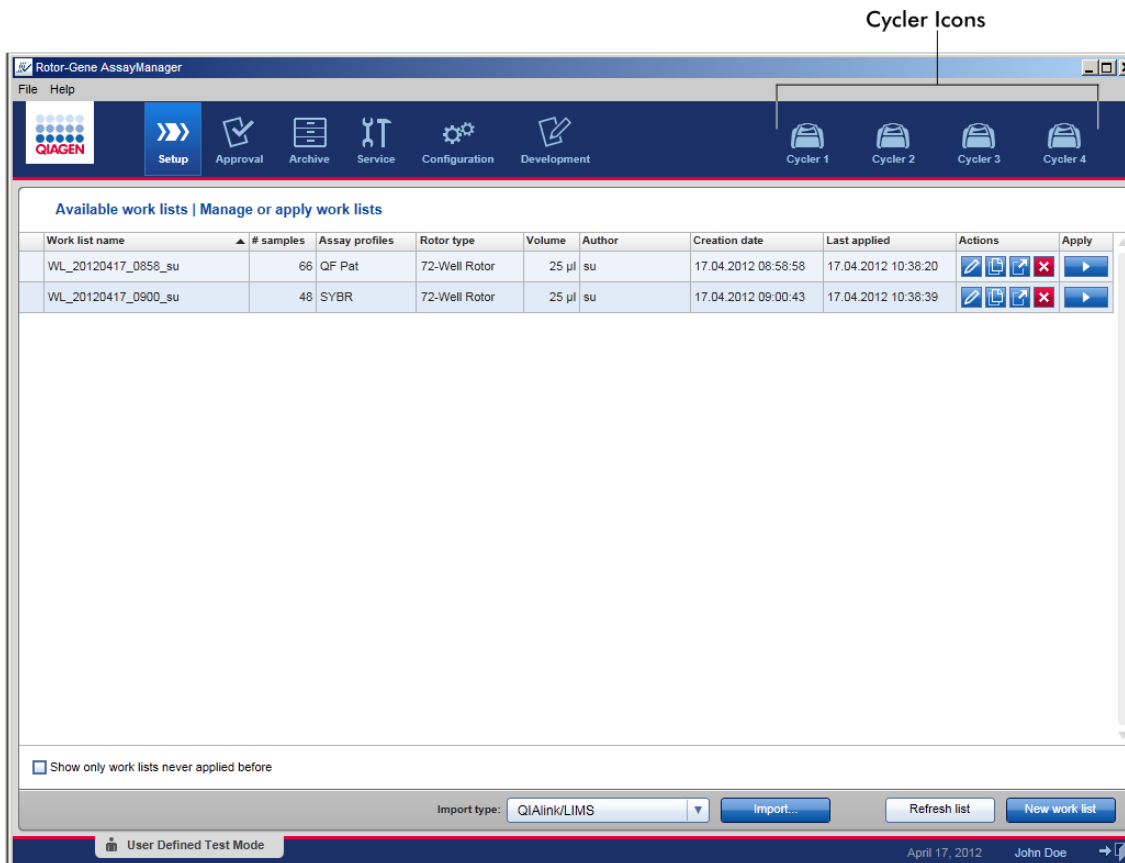 Cycler Icons
Rotor-Gene AssayManager
File Help
QIAGEN
Setup Approval Archive Service Configuration Development Cycler 1 Cycler 2 Cycler 3 Cycler 4
Available work lists | Manage or apply work lists
Work list name # samples Assay profiles Rotor type Volume Author Creation date Last applied Actions Apply
WL_20120417_0858_su 66 QF Pat 72-Well Rotor 25 µl su 17.04.2012 08:58:58 17.04.2012 10:38:20
WL_20120417_0900_su 48 SYBR 72-Well Rotor 25 µl su 17.04.2012 09:00:43 17.04.2012 10:38:39
Show only work lists never applied before
Import type: QIAlink/LIMS Import... Refresh list New work list
User Defined Test Mode April 17, 2012 John Doe